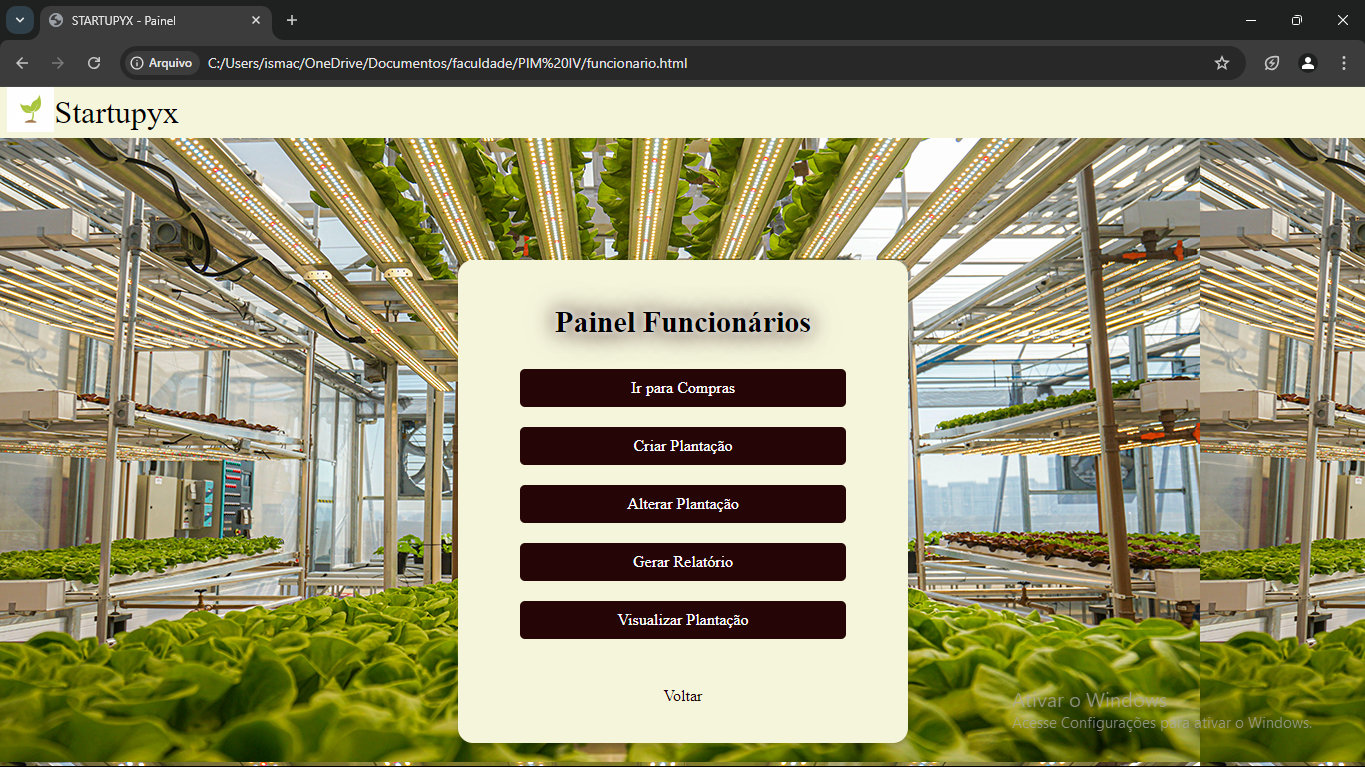 STARTUPYX - Painel
Arquivo C:/Users/ismac/OneDrive/Documentos/faculdade/PIM%20IV/funcionario.html
Startupyx
Painel Funcionários
Ir para Compras
Criar Plantação
Alterar Plantação
Gerar Relatório
Visualizar Plantação
Voltar
Ativar o Windows
Acesse Configurações para ativar o Windows.